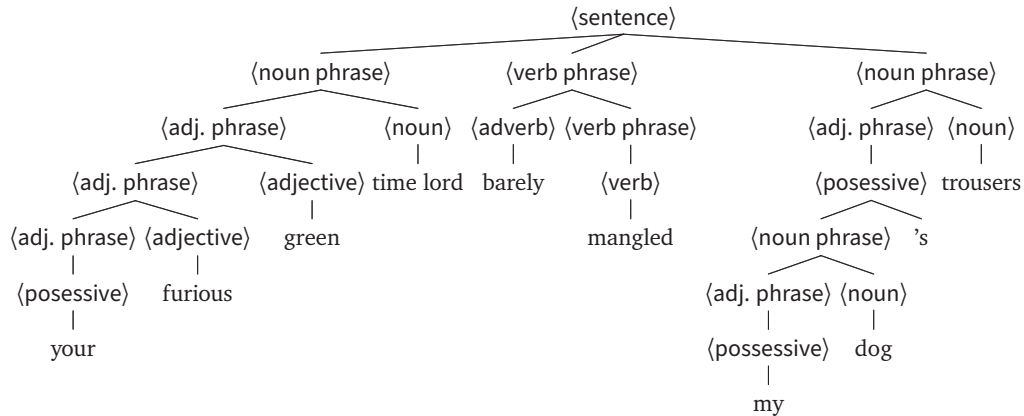 ⟨sentence⟩
⟨noun phrase⟩ ⟨verb phrase⟩ ⟨noun phrase⟩
⟨adj. phrase⟩ ⟨noun⟩ ⟨adverb⟩ ⟨verb phrase⟩ ⟨adj. phrase⟩ ⟨noun⟩
⟨adj. phrase⟩ ⟨adjective⟩ time lord barely ⟨verb⟩ ⟨posessive⟩ trousers
⟨adj. phrase⟩ ⟨adjective⟩ green mangled ⟨noun phrase⟩ ’s
⟨posessive⟩ furious ⟨adj. phrase⟩ ⟨noun⟩
your ⟨possessive⟩ dog
my